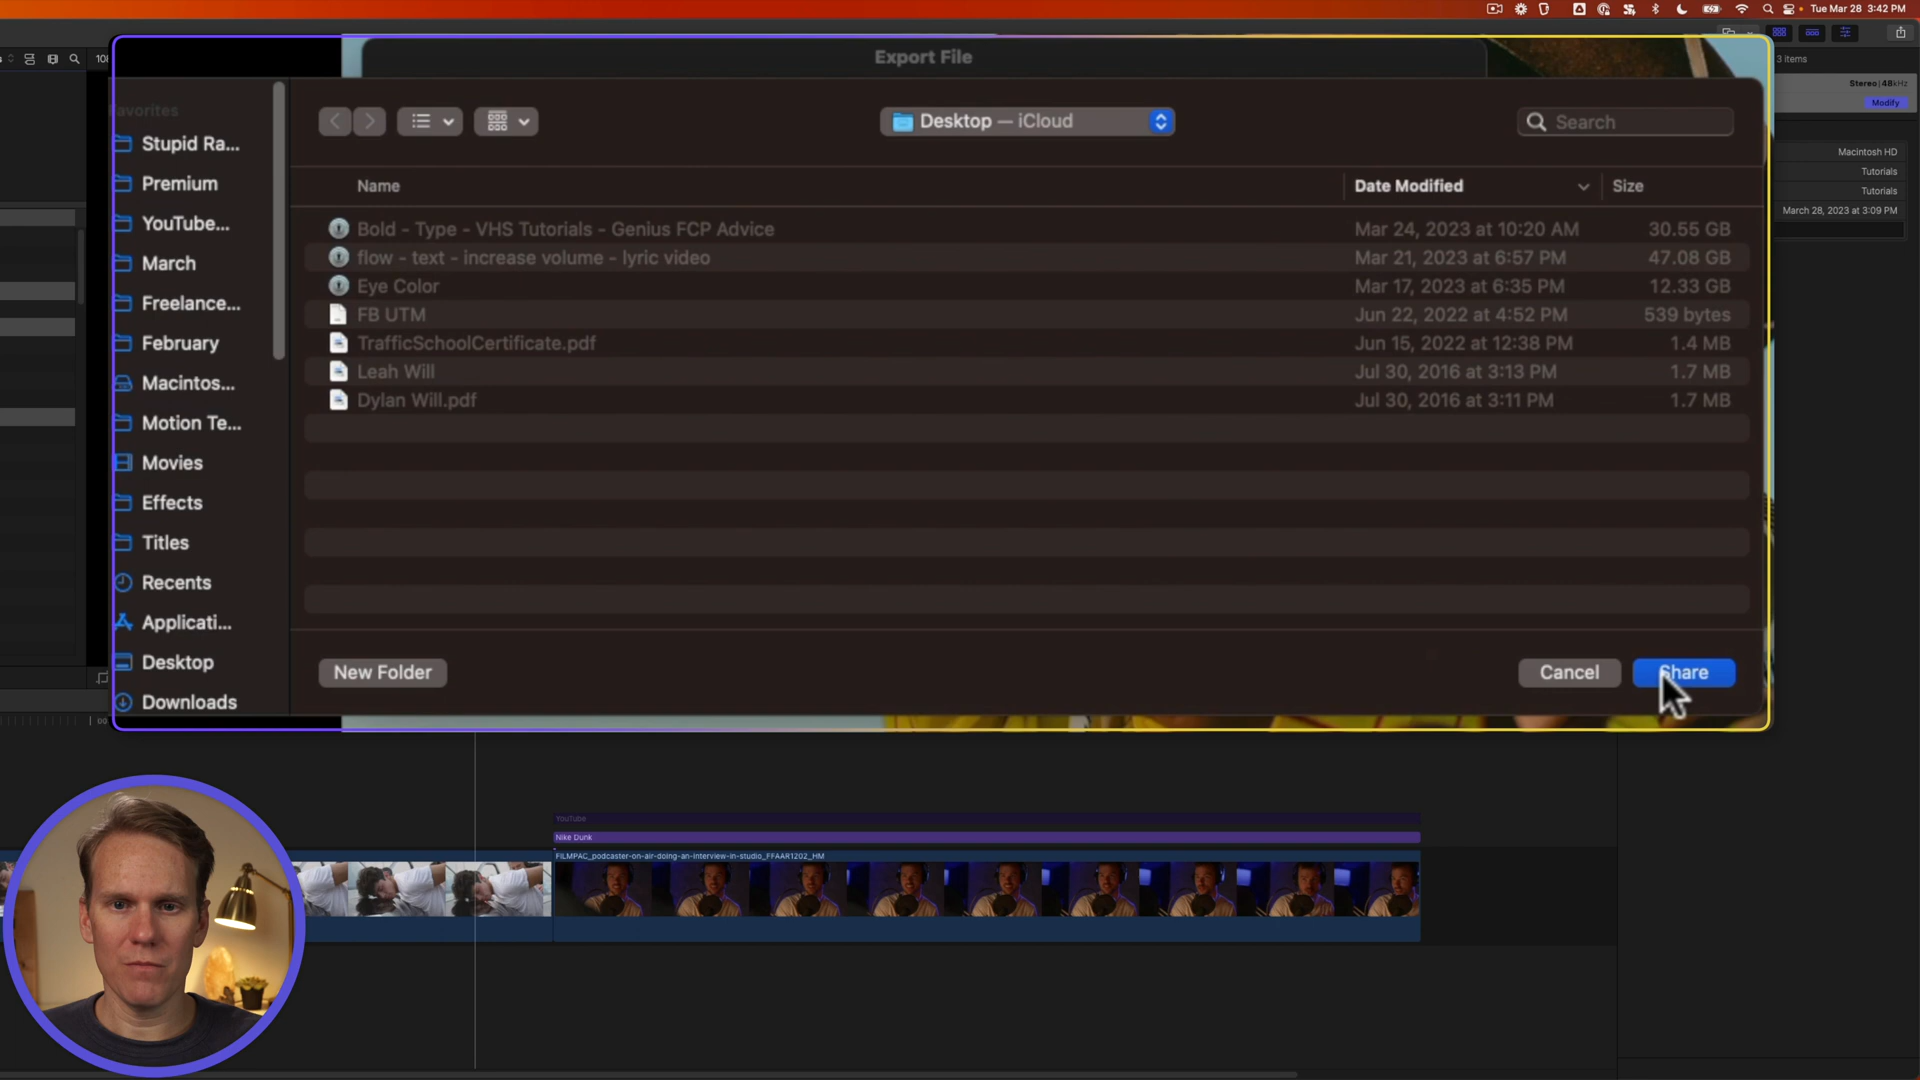 Tue Mar 28 3:42 PM
Export File
3 items
Stereo | 48kHz
Modify
Favorites
Desktop — iCloud
Search
Stupid Ra...
Premium
YouTube...
March
Freelance...
February
Macintos...
Motion Te...
Movies
Effects
Titles
Recents
Applicati...
Desktop
Downloads
Name Date Modified Size
Bold - Type - VHS Tutorials - Genius FCP Advice Mar 24, 2023 at 10:20 AM 30.55 GB
flow - text - increase volume - lyric video Mar 21, 2023 at 6:57 PM 47.08 GB
Eye Color Mar 17, 2023 at 6:35 PM 12.33 GB
FB UTM Jun 22, 2022 at 4:52 PM 539 bytes
TrafficSchoolCertificate.pdf Jun 15, 2022 at 12:38 PM 1.4 MB
Leah Will Jul 30, 2016 at 3:13 PM 1.7 MB
Dylan Will.pdf Jul 30, 2016 at 3:11 PM 1.7 MB
Macintosh HD
Tutorials
Tutorials
March 28, 2023 at 3:09 PM
New Folder
Cancel
Share
YouTube
Nike Dunk
FILMPAC_podcaster-on-air-doing-an-interview-in-studio_FFAAR1202_HM